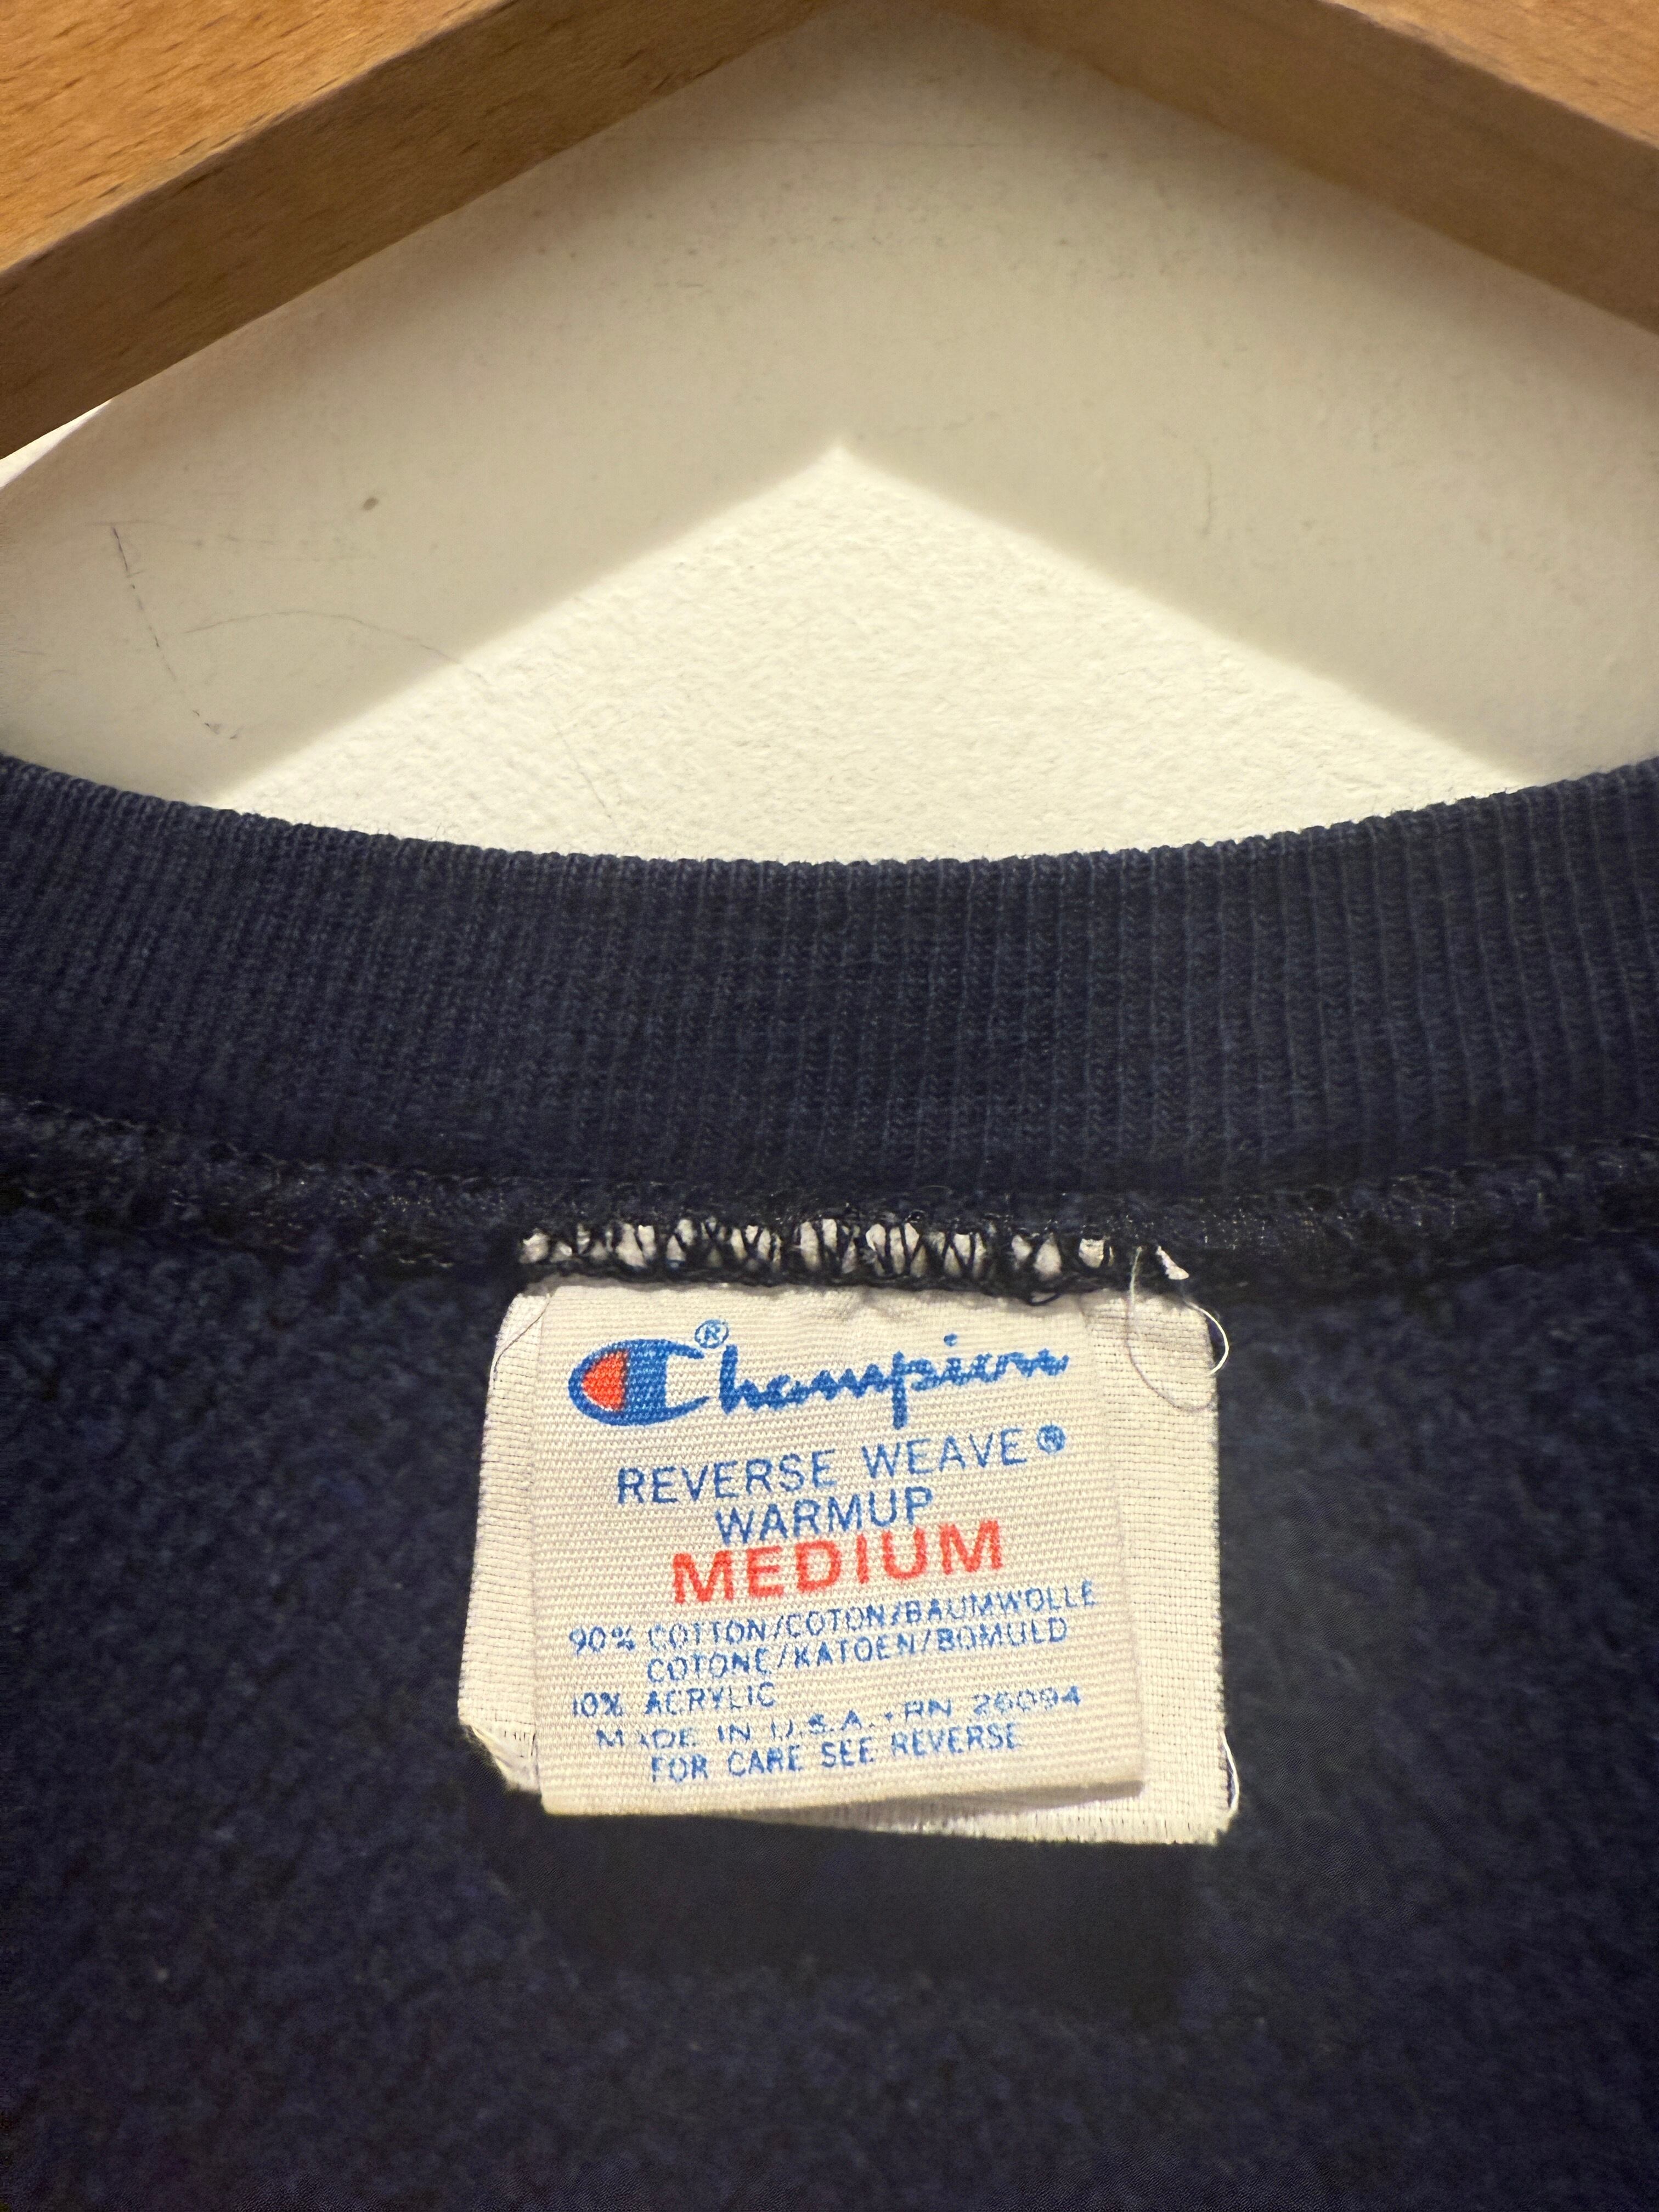 Champion®
REVERSE WEAVE®
WARMUP
MEDIUM
90% COTTON/COTON/BAUMWOLLE
COTONE/KATOEN/BOMULD
10% ACRYLIC
MADE IN U.S.A. · RN 26094
FOR CARE SEE REVERSE